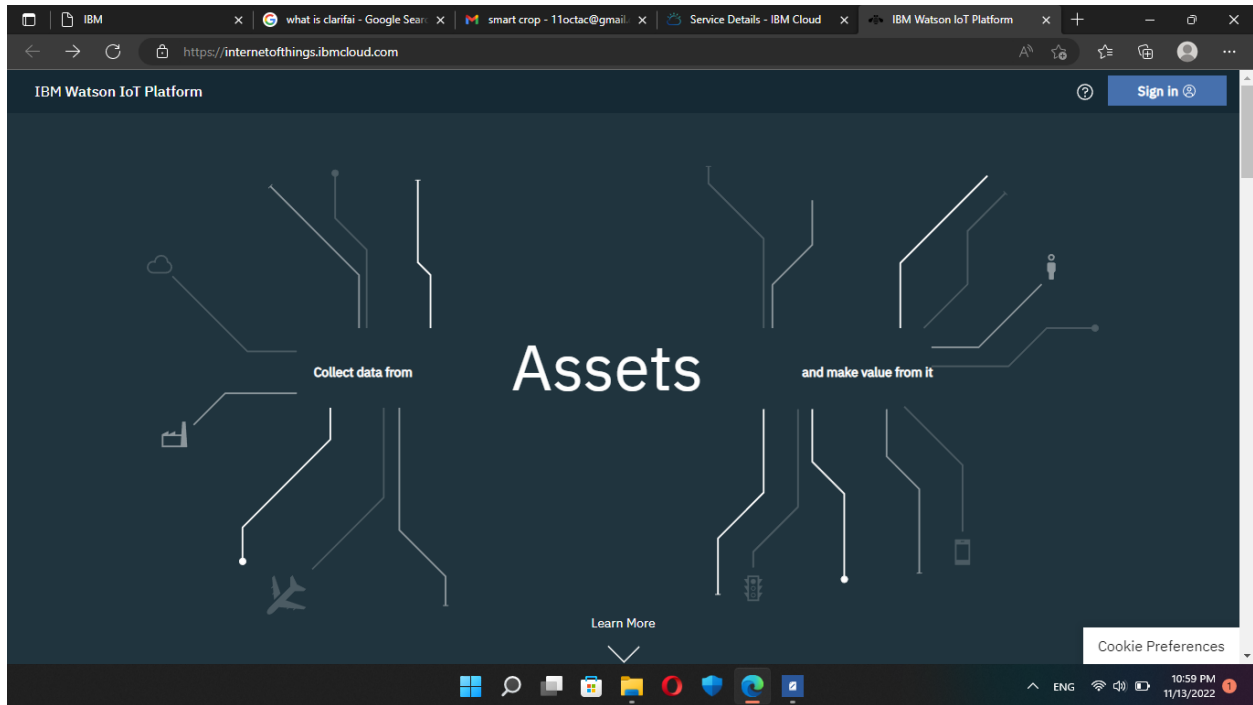 IBM
what is clarifai - Google Searc
smart crop - 11octac@gmail.
Service Details - IBM Cloud
IBM Watson IoT Platform
https://internetofthings.ibmcloud.com
IBM Watson IoT Platform
Sign in
Collect data from Assets and make value from it
Learn More
Cookie Preferences
ENG
10:59 PM
11/13/2022
1